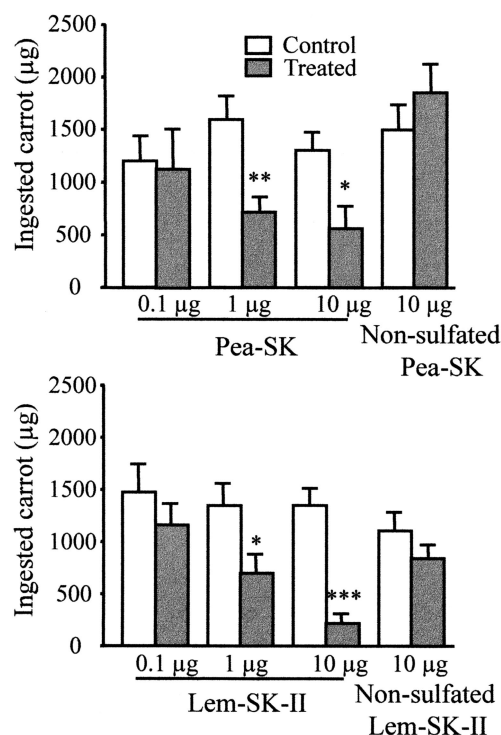 Control
Treated
Ingested carrot (µg)
2500
2000
1500
1000
500
0
**
*
0.1 µg 1 µg 10 µg 10 µg
Pea-SK
Non-sulfated
Pea-SK
Ingested carrot (µg)
2500
2000
1500
1000
500
0
*
***
0.1 µg 1 µg 10 µg 10 µg
Lem-SK-II
Non-sulfated
Lem-SK-II